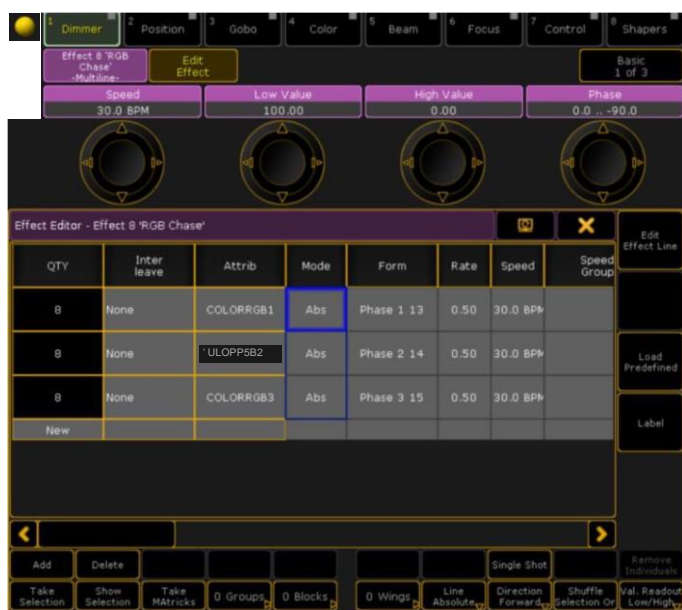 1 Dimmer 2 Position 3 Gobo 4 Color 5 Beam 6 Focus 7 Control 8 Shapers
Effect 8 'RGB
Chase'
-Multiline-
Edit
Effect
Basic
1 of 3
Speed Low Value High Value Phase
30.0 BPM 100.00 0.00 0.0 .. -90.0
Effect Editor - Effect 8 'RGB Chase'
Edit
Effect Line
QTY Inter
leave Attrib Mode Form Rate Speed Speed
Group
8 None COLORRGB1 Abs Phase 1 13 0.50 30.0 BPM
8 None ' ULOPP5B2 Abs Phase 2 14 0.50 30.0 BPM
Load
Predefined
8 None COLORRGB3 Abs Phase 3 15 0.50 30.0 BPM
Label
New
Add Delete Single Shot Remove
Individuals
Take
Selection
Show
Selection
Take
MAtricks
0 Groups 0 Blocks 0 Wings
Line
Absolute
Direction
Forward
Shuffle
Selection Or
Val. Readout
Low/High